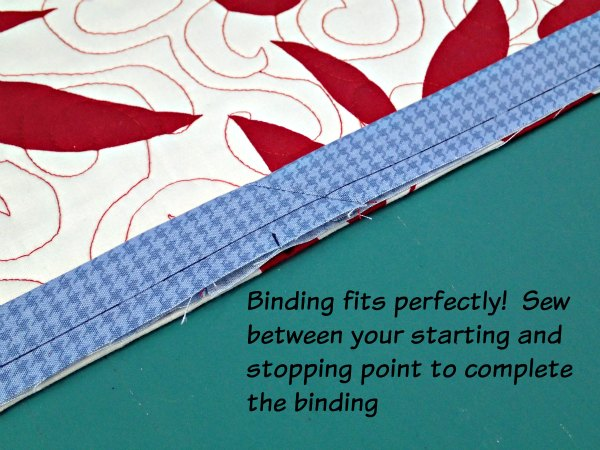 Binding fits perfectly!  Sew
between your starting and
stopping point to complete
the binding